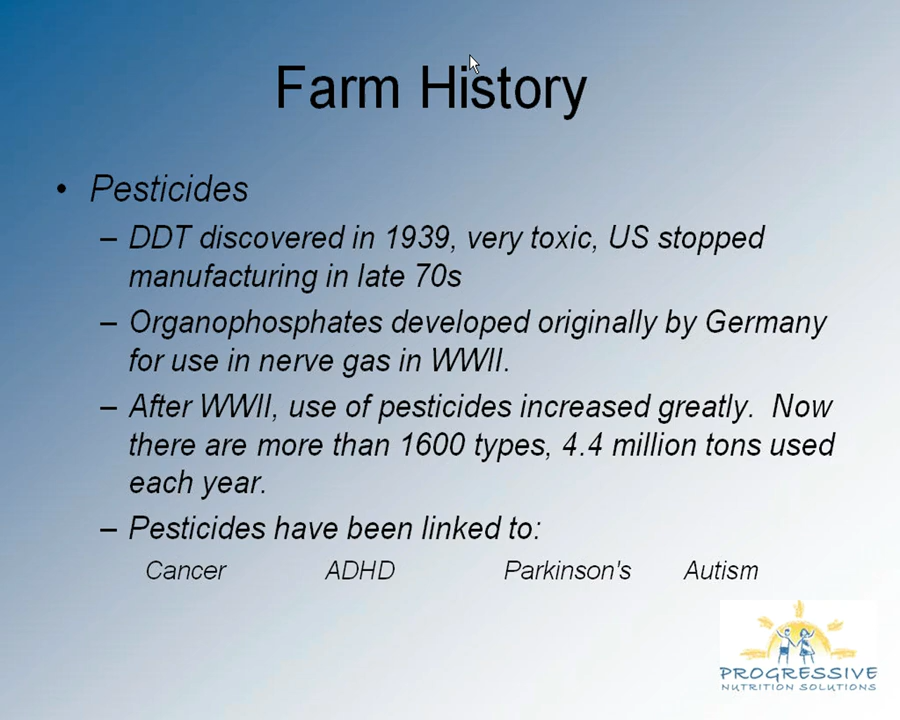 Farm History
• Pesticides
– DDT discovered in 1939, very toxic, US stopped
manufacturing in late 70s
– Organophosphates developed originally by Germany
for use in nerve gas in WWII.
– After WWII, use of pesticides increased greatly. Now
there are more than 1600 types, 4.4 million tons used
each year.
– Pesticides have been linked to:
Cancer ADHD Parkinson's Autism
PROGRESSIVE
NUTRITION SOLUTIONS